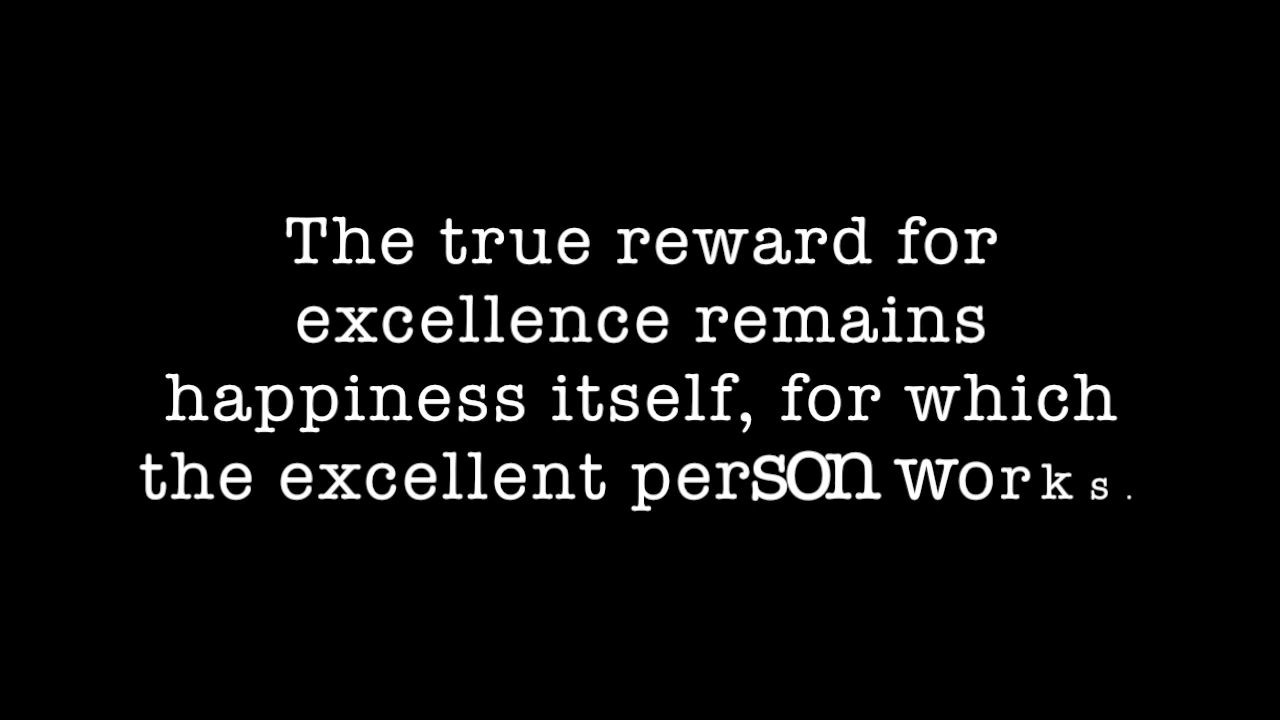 The true reward for
excellence remains
happiness itself, for which
the excellent person works.